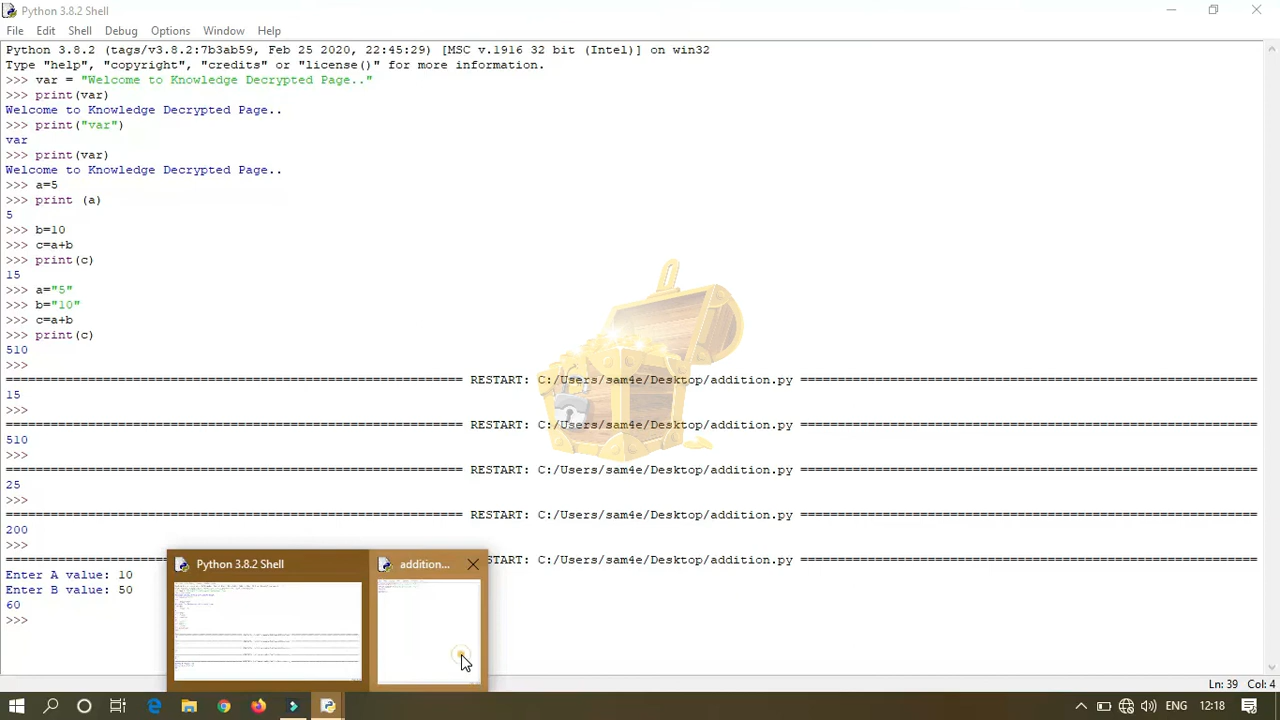 Python 3.8.2 Shell
File Edit Shell Debug Options Window Help
Python 3.8.2 (tags/v3.8.2:7b3ab59, Feb 25 2020, 22:45:29) [MSC v.1916 32 bit (Intel)] on win32
Type "help", "copyright", "credits" or "license()" for more information.
>>> var = "Welcome to Knowledge Decrypted Page.."
>>> print(var)
Welcome to Knowledge Decrypted Page..
>>> print("var")
var
>>> print(var)
Welcome to Knowledge Decrypted Page..
>>> a=5
>>> print (a)
5
>>> b=10
>>> c=a+b
>>> print(c)
15
>>> a="5"
>>> b="10"
>>> c=a+b
>>> print(c)
510
>>>
============================= RESTART: C:/Users/sam4e/Desktop/addition.py =============================
15
>>>
============================= RESTART: C:/Users/sam4e/Desktop/addition.py =============================
510
>>>
============================= RESTART: C:/Users/sam4e/Desktop/addition.py =============================
25
>>>
============================= RESTART: C:/Users/sam4e/Desktop/addition.py =============================
200
>>>
============================= C:/Users/sam4e/Desktop/addition.py =============================
Enter A value: 10
Enter B value: 50
60
>>>
Python 3.8.2 Shell
addition...
Ln: 39 Col: 4
ENG 12:18